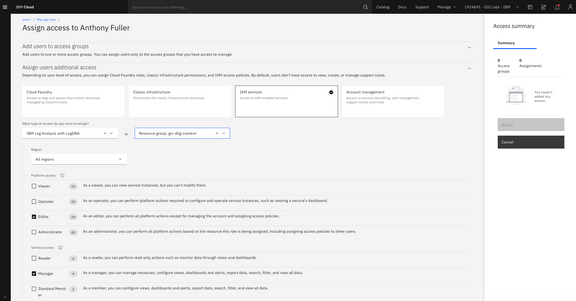 IBM Cloud
Search resources and offerings...
Catalog Docs Support Manage
Users / Manage user /
Assign access to Anthony Fuller
Add users to access groups
Add users to one or more access groups. You can assign users only to the access groups that you have access to manage.
Assign users additional access
Depending on your level of access, you can assign Cloud Foundry roles, classic infrastructure permissions, and IAM access policies. By default, users don't have access to view, create, or manage support cases.
Cloud Foundry
Classic infrastructure
Permissions for classic infrastructure resources
IAM services
Access to IAM-enabled services
Account management
What type of access do you want to assign?
IBM Log Analysis with LogDNA
in
Resource group: go-dbg-content
Region
All regions
Platform access
Viewer
As a viewer, you can view service instances, but you can't modify them.
Operator
As an operator, you can perform platform actions required to configure and operate service instances, such as viewing a service's dashboard.
Editor
As an editor, you can perform all platform actions except for managing the account and assigning access policies.
Administrator
As an administrator, you can perform all platform actions based on the resource this role is being assigned, including assigning access policies to other users.
Service access
Reader
As a reader, you can perform read-only actions such as monitor data through views and dashboards.
Manager
As a manager, you can manage resources, configure views, dashboards and alerts, export data, search, filter, and view all data.
Standard Memb
er
As a member, you can configure views, dashboards and alerts, export data, search, filter, and view all data.
Access summary
Summary
0
Access
groups
0
Assignments
You haven't
added any
access
Assign
Cancel